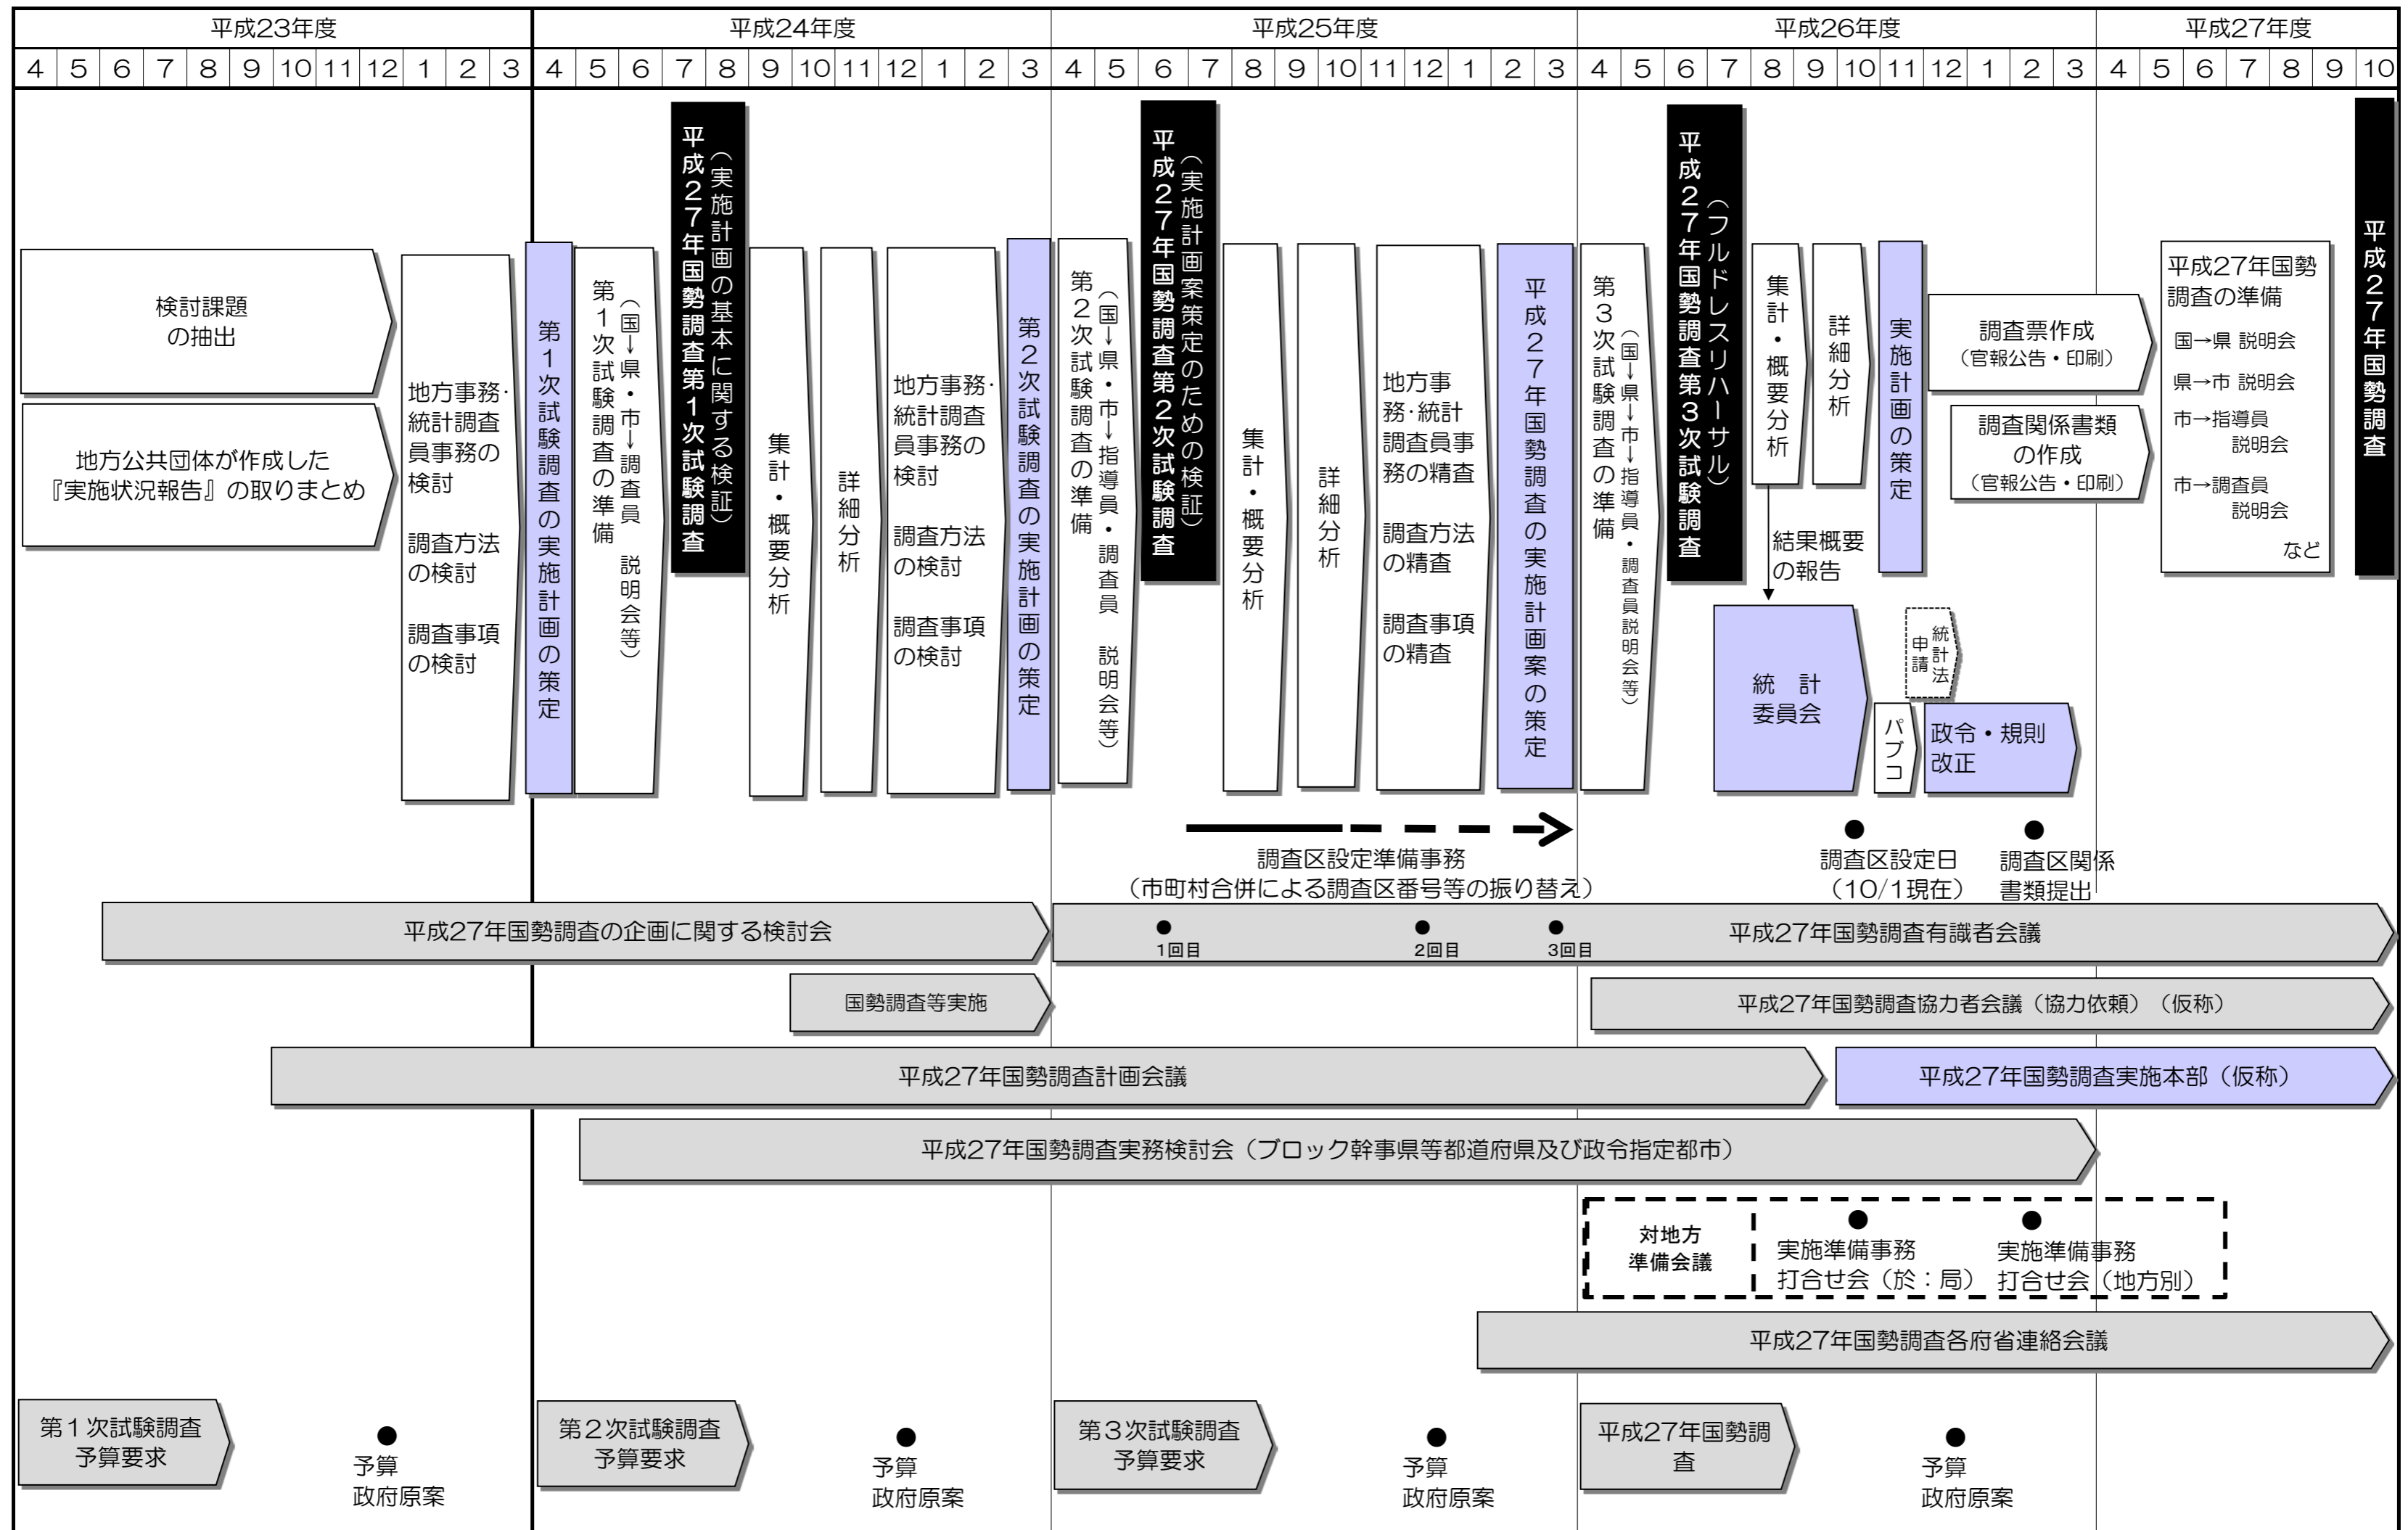 平成23年度
平成24年度
平成25年度
平成26年度
平成27年度
4 5 6 7 8 9 10 11 12 1 2 3 4 5 6 7 8 9 10 11 12 1 2 3 4 5 6 7 8 9 10 11 12 1 2 3 4 5 6 7 8 9 10 11 12 1 2 3 4 5 6 7 8 9 10
検討課題
の抽出
地方公共団体が作成した
『実施状況報告』の取りまとめ
地方事務・
統計調査
員事務の
検討
調査方法
の検討
調査事項
の検討
第1次試験調査の実施計画の策定
第1次試験調査の準備
（国→県・市→調査員 説明会等）
平成27年国勢調査第1次試験調査
（実施計画の基本に関する検証）
集計・概要分析
詳細分析
地方事務・
統計調査
員事務の
検討
調査方法
の検討
調査事項
の検討
第2次試験調査の実施計画の策定
第2次試験調査の準備
（国→県・市→指導員・調査員 説明会等）
平成27年国勢調査第2次試験調査
（実施計画案策定のための検証）
集計・概要分析
詳細分析
地方事
務・統計
調査員事
務の精査
調査方法
の精査
調査事項
の精査
平成27年国勢調査の実施計画案の策定
第3次試験調査の準備
（国→県→市→指導員・調査員説明会等）
平成27年国勢調査第3次試験調査
（フルドレスリハーサル）
集計・概要分析
詳細分析
実施計画の策定
調査票作成
（官報公告・印刷）
調査関係書類
の作成
（官報公告・印刷）
平成27年国勢
調査の準備
国→県 説明会
県→市 説明会
市→指導員
説明会
市→調査員
説明会
など
平成27年国勢調査
結果概要
の報告
統　計
委員会
統計法
申請
パブコ
政令・規則
改正
調査区設定準備事務
（市町村合併による調査区番号等の振り替え）
調査区設定日
（10/1現在）
調査区関係
書類提出
平成27年国勢調査の企画に関する検討会
1回目
2回目
3回目
平成27年国勢調査有識者会議
国勢調査等実施
平成27年国勢調査協力者会議（協力依頼）（仮称）
平成27年国勢調査計画会議
平成27年国勢調査実施本部（仮称）
平成27年国勢調査実務検討会（ブロック幹事県等都道府県及び政令指定都市）
対地方
準備会議
実施準備事務
打合せ会（於：局）
実施準備事務
打合せ会（地方別）
平成27年国勢調査各府省連絡会議
第１次試験調査
予算要求
予算
政府原案
第２次試験調査
予算要求
予算
政府原案
第３次試験調査
予算要求
予算
政府原案
平成27年国勢調
査
予算
政府原案